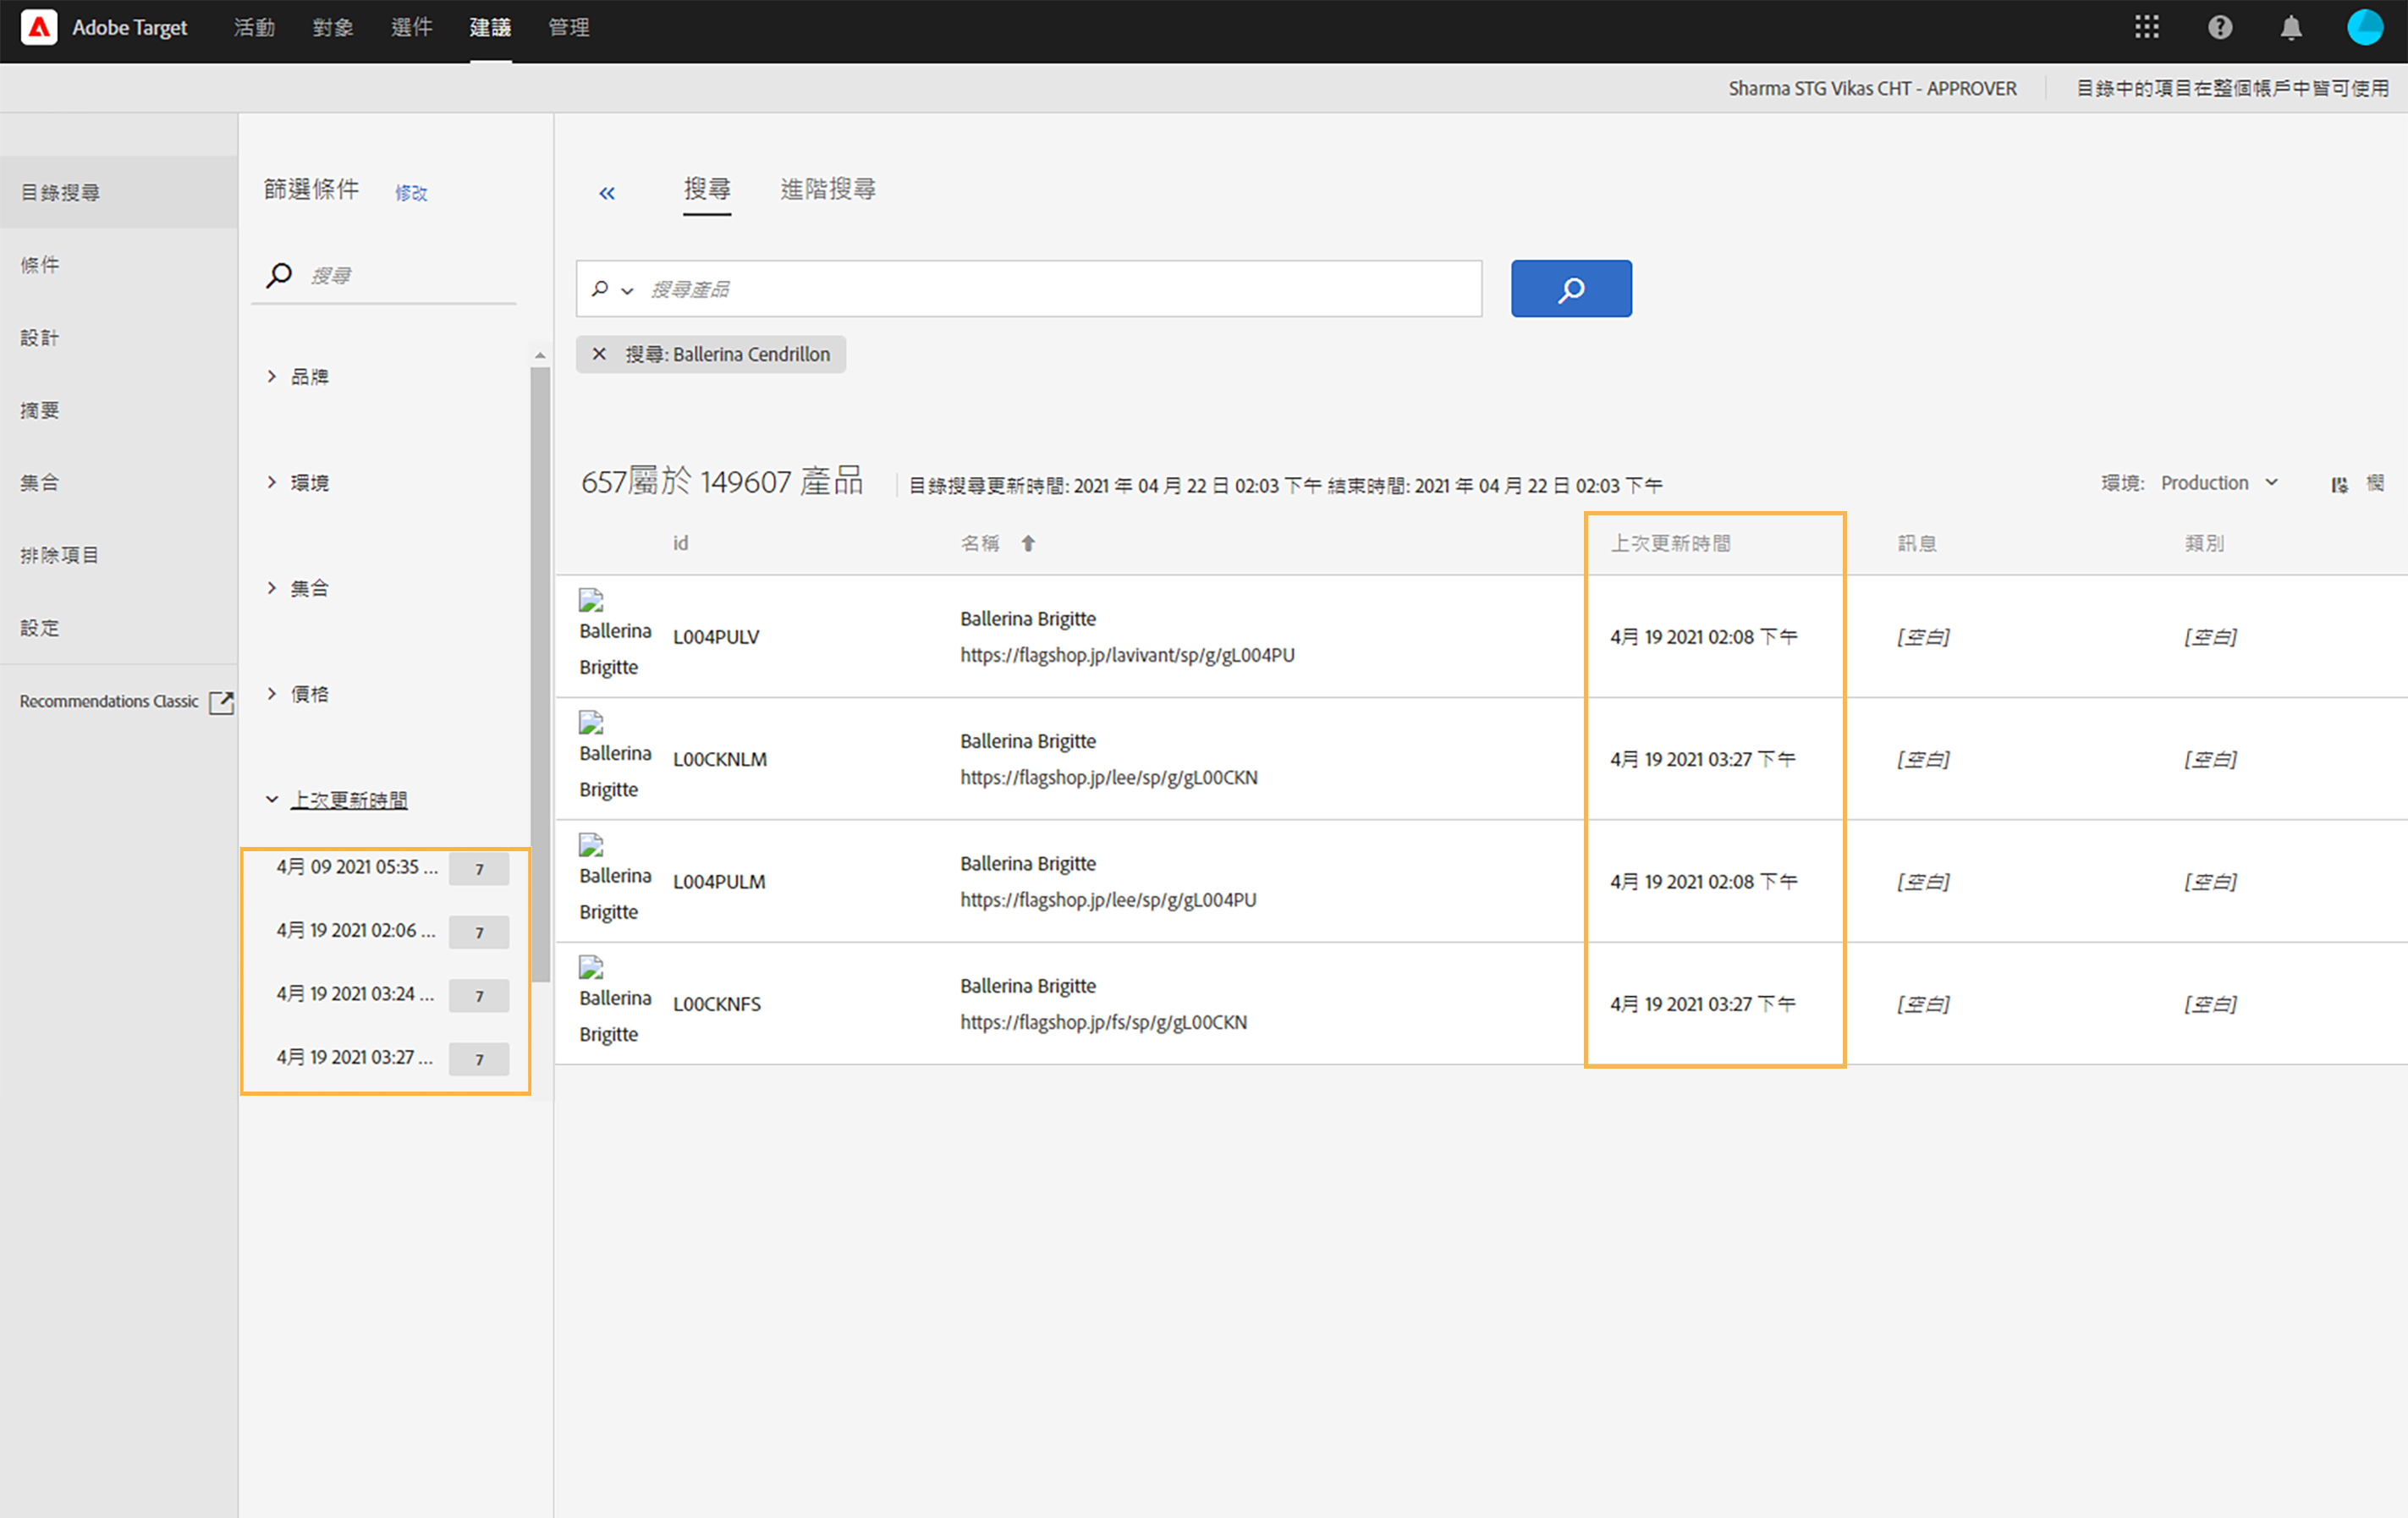 Adobe Target 活動 對象 選件 建議 管理
Sharma STG Vikas CHT - APPROVER 目錄中的項目在整個帳戶中皆可使用
目錄搜尋
條件
設計
摘要
集合
排除項目
設定
Recommendations Classic
篩選條件 修改
搜尋
品牌
環境
集合
價格
上次更新時間
4月 09 2021 05:35 ... 7
4月 19 2021 02:06 ... 7
4月 19 2021 03:24 ... 7
4月 19 2021 03:27 ... 7
« 搜尋 進階搜尋
搜尋產品
✕ 搜尋: Ballerina Cendrillon
657屬於 149607 產品 目錄搜尋更新時間: 2021 年 04 月 22 日 02:03 下午 結束時間: 2021 年 04 月 22 日 02:03 下午 環境: Production 欄
id 名稱 上次更新時間 訊息 類別
Ballerina
Brigitte
L004PULV
Ballerina Brigitte
https://flagshop.jp/lavivant/sp/g/gL004PU
4月 19 2021 02:08 下午 [空白] [空白]
Ballerina
Brigitte
L00CKNLM
Ballerina Brigitte
https://flagshop.jp/lee/sp/g/gL00CKN
4月 19 2021 03:27 下午 [空白] [空白]
Ballerina
Brigitte
L004PULM
Ballerina Brigitte
https://flagshop.jp/lee/sp/g/gL004PU
4月 19 2021 02:08 下午 [空白] [空白]
Ballerina
Brigitte
L00CKNFS
Ballerina Brigitte
https://flagshop.jp/fs/sp/g/gL00CKN
4月 19 2021 03:27 下午 [空白] [空白]